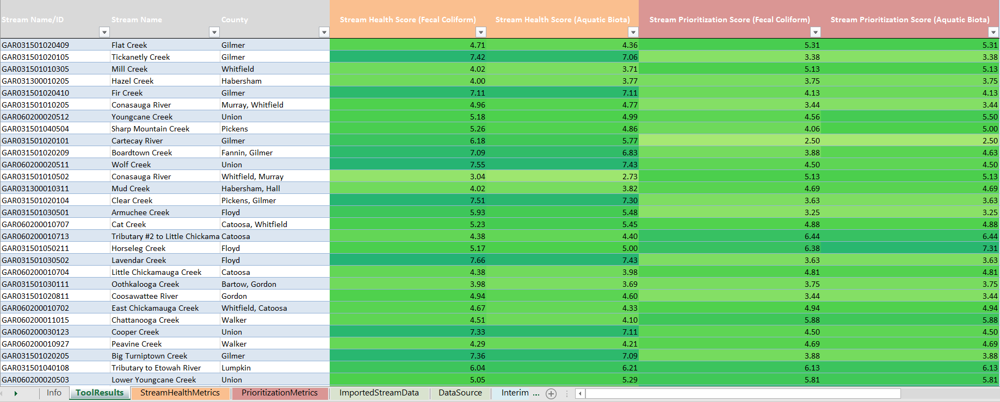 Stream Name/ID Stream Name County Stream Health Score (Fecal Coliform) Stream Health Score (Aquatic Biota) Stream Prioritization Score (Fecal Coliform) Stream Prioritization Score (Aquatic Biota)
GAR031501020409 Flat Creek Gilmer 4.71 4.36 5.31 5.31
GAR031501020105 Tickanetly Creek Gilmer 7.42 7.06 3.38 3.38
GAR031501010305 Mill Creek Whitfield 4.02 3.71 5.13 5.13
GAR031300010205 Hazel Creek Habersham 4.00 3.77 3.75 3.75
GAR031501020410 Fir Creek Gilmer 7.11 7.11 4.13 4.13
GAR031501010205 Conasauga River Murray, Whitfield 4.96 4.77 3.44 3.44
GAR060200020512 Youngcane Creek Union 5.18 4.99 4.56 5.50
GAR031501040504 Sharp Mountain Creek Pickens 5.26 4.86 4.06 5.00
GAR031501020101 Cartecay River Gilmer 6.18 5.77 2.50 2.50
GAR031501020209 Boardtown Creek Fannin, Gilmer 7.09 6.83 3.88 4.63
GAR060200020511 Wolf Creek Union 7.55 7.43 4.50 4.50
GAR031501010502 Conasauga River Whitfield, Murray 3.04 2.73 5.13 5.13
GAR031300010311 Mud Creek Habersham, Hall 4.02 3.82 4.69 4.69
GAR031501020104 Clear Creek Pickens, Gilmer 7.51 7.30 3.63 3.63
GAR031501030501 Armuchee Creek Floyd 5.93 5.48 3.25 3.25
GAR060200010707 Cat Creek Catoosa, Whitfield 5.23 5.45 4.88 4.88
GAR060200010713 Tributary #2 to Little Chickama Catoosa 4.38 4.40 6.44 6.44
GAR031501050211 Horseleg Creek Floyd 5.17 5.00 6.38 7.31
GAR031501030502 Lavendar Creek Floyd 7.66 7.43 3.63 3.63
GAR060200010704 Little Chickamauga Creek Catoosa 4.38 3.98 4.81 4.81
GAR031501030111 Oothkalooga Creek Bartow, Gordon 3.98 3.69 3.75 3.75
GAR031501020811 Coosawattee River Gordon 4.94 4.60 3.44 3.44
GAR060200010702 East Chickamauga Creek Whitfield, Catoosa 4.67 4.33 4.94 4.94
GAR060200011015 Chattanooga Creek Walker 4.51 4.10 5.88 5.88
GAR060200030123 Cooper Creek Union 7.33 7.11 4.50 4.50
GAR060200010927 Peavine Creek Walker 4.29 4.21 4.69 4.69
GAR031501020205 Big Turniptown Creek Gilmer 7.36 7.09 3.88 3.88
GAR031501040108 Tributary to Etowah River Lumpkin 6.04 6.21 6.13 6.13
GAR060200020503 Lower Youngcane Creek Union 5.05 5.29 5.81 5.81
Info ToolResults StreamHealthMetrics PrioritizationMetrics ImportedStreamData DataSource Interim ...